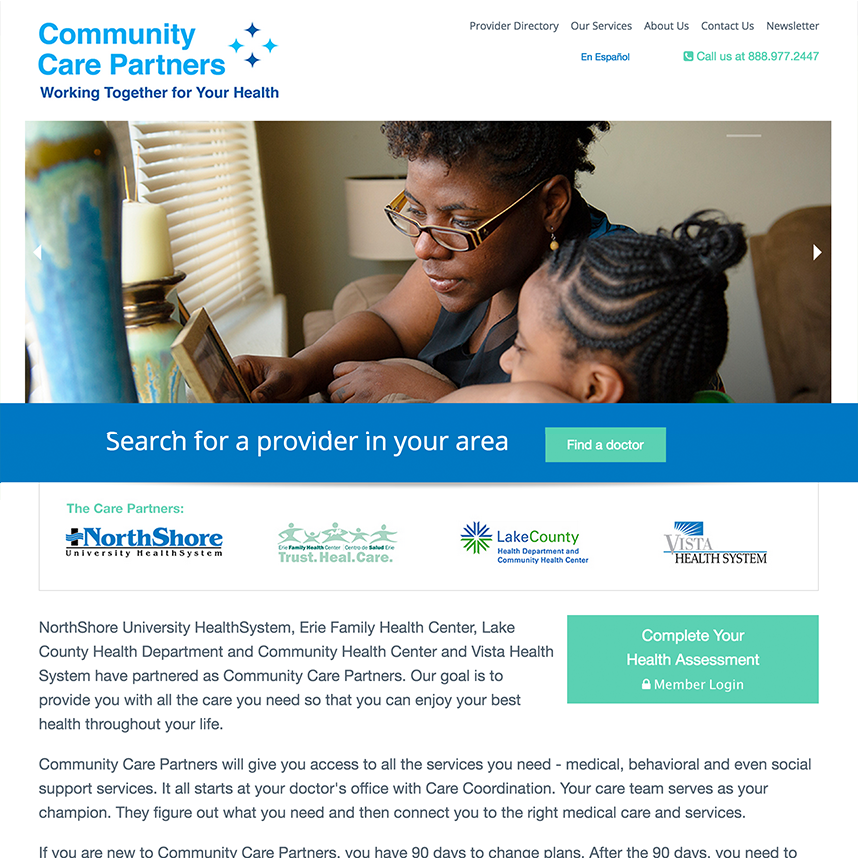 Community
Care Partners
Working Together for Your Health
Provider Directory Our Services About Us Contact Us Newsletter
En Español Call us at 888.977.2447
Search for a provider in your area Find a doctor
The Care Partners:
NorthShore
University HealthSystem
Erie Family Health Center Centro de Salud Erie
Trust.Heal.Care.
LakeCounty
Health Department and
Community Health Center
VISTA
HEALTH SYSTEM
NorthShore University HealthSystem, Erie Family Health Center, Lake
County Health Department and Community Health Center and Vista Health
System have partnered as Community Care Partners. Our goal is to
provide you with all the care you need so that you can enjoy your best
health throughout your life.
Complete Your
Health Assessment
Member Login
Community Care Partners will give you access to all the services you need - medical, behavioral and even social
support services. It all starts at your doctor's office with Care Coordination. Your care team serves as your
champion. They figure out what you need and then connect you to the right medical care and services.
If you are new to Community Care Partners, you have 90 days to change plans. After the 90 days, you need to